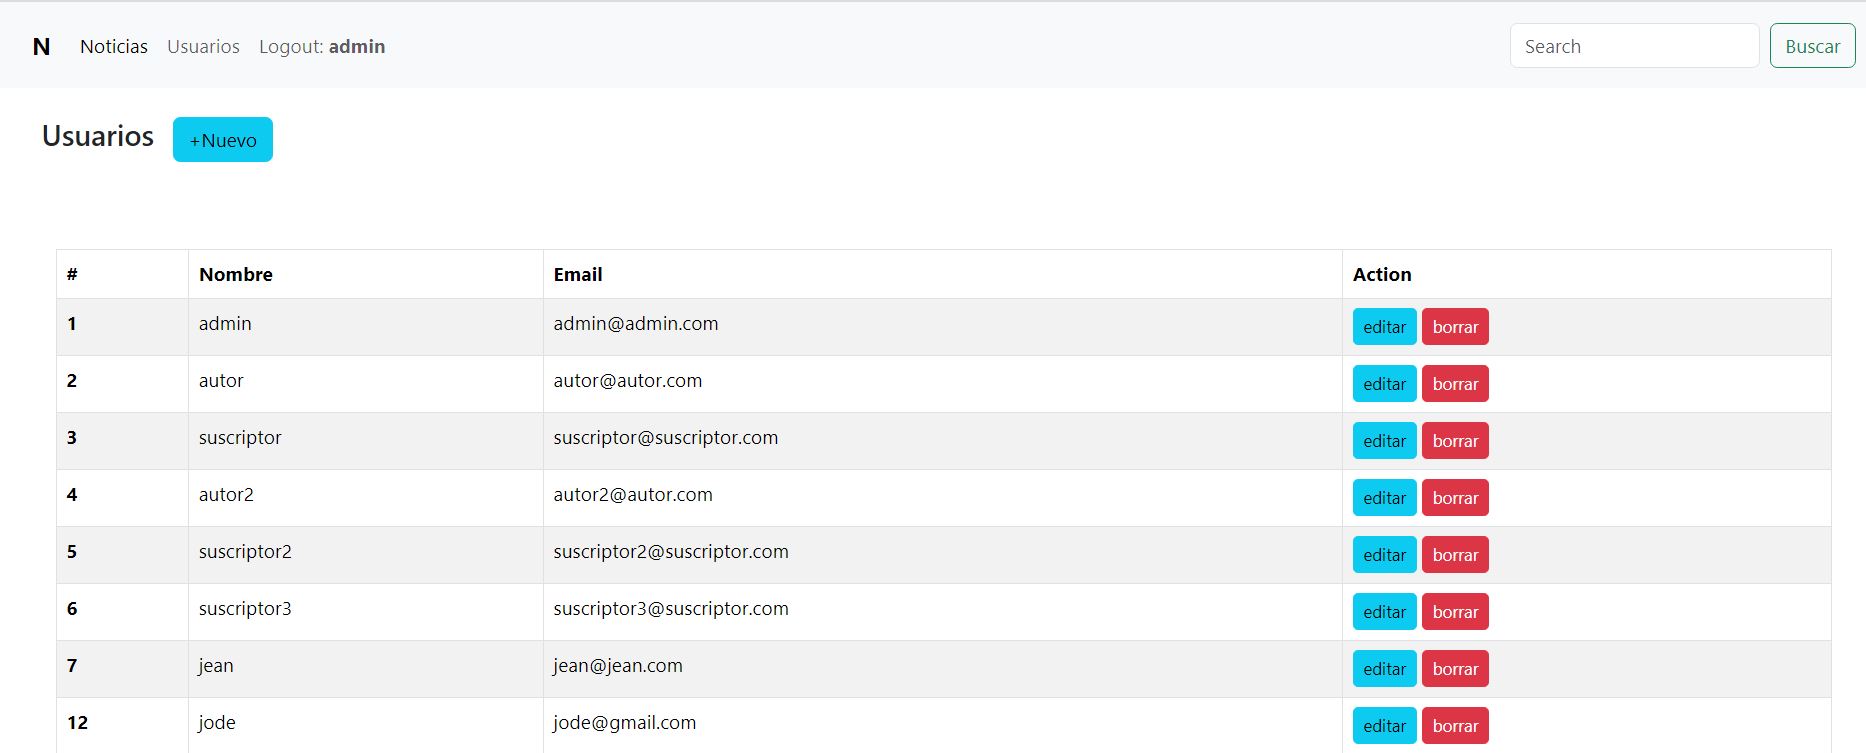 N Noticias Usuarios Logout: admin Search Buscar
Usuarios +Nuevo
# Nombre Email Action
1 admin admin@admin.com editar borrar
2 autor autor@autor.com editar borrar
3 suscriptor suscriptor@suscriptor.com editar borrar
4 autor2 autor2@autor.com editar borrar
5 suscriptor2 suscriptor2@suscriptor.com editar borrar
6 suscriptor3 suscriptor3@suscriptor.com editar borrar
7 jean jean@jean.com editar borrar
12 jode jode@gmail.com editar borrar